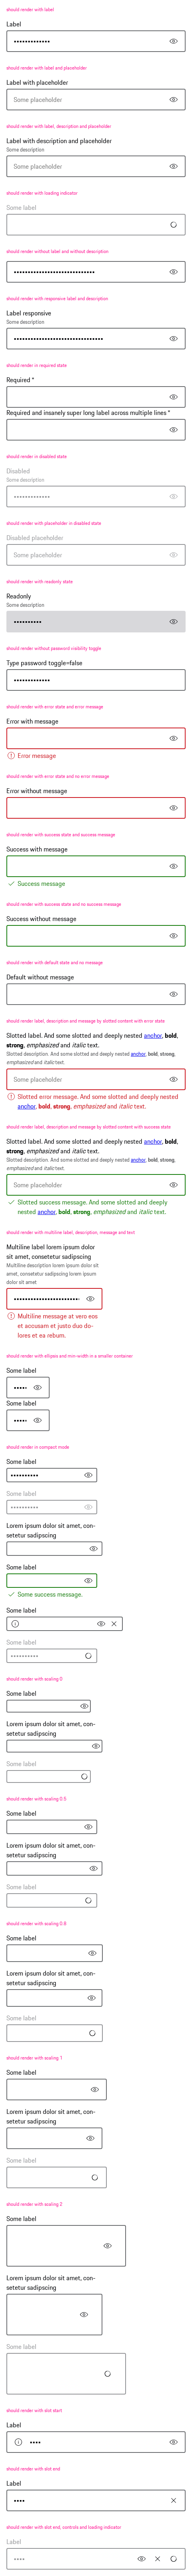 should render with label
Label
•••••••••••••
should render with label and placeholder
Label with placeholder
Some placeholder
should render with label, description and placeholder
Label with description and placeholder
Some description
Some placeholder
should render with loading indicator
Some label
should render without label and without description
••••••••••••••••••••••••••••••
should render with responsive label and description
Label responsive
Some description
•••••••••••••••••••••••••••••••••
should render in required state
Required *
Required and insanely super long label across multiple lines *
should render in disabled state
Disabled
Some description
•••••••••••••
should render with placeholder in disabled state
Disabled placeholder
Some placeholder
should render with readonly state
Readonly
Some description
••••••••••
should render without password visibility toggle
Type password toggle=false
•••••••••••••
should render with error state and error message
Error with message
Error message
should render with error state and no error message
Error without message
should render with success state and success message
Success with message
Success message
should render with success state and no success message
Success without message
should render with default state and no message
Default without message
should render label, description and message by slotted content with error state
Slotted label. And some slotted and deeply nested anchor, bold,
strong, emphasized and italic text.
Slotted description. And some slotted and deeply nested anchor, bold, strong,
emphasized and italic text.
Some placeholder
Slotted error message. And some slotted and deeply nested
anchor, bold, strong, emphasized and italic text.
should render label, description and message by slotted content with success state
Slotted label. And some slotted and deeply nested anchor, bold,
strong, emphasized and italic text.
Slotted description. And some slotted and deeply nested anchor, bold, strong,
emphasized and italic text.
Some placeholder
Slotted success message. And some slotted and deeply
nested anchor, bold, strong, emphasized and italic text.
should render with multiline label, description, message and text
Multiline label lorem ipsum dolor
sit amet, consetetur sadipscing
Multiline description lorem ipsum dolor sit
amet, consetetur sadipscing lorem ipsum
dolor sit amet
••••••••••••••••••••••••
Multiline message at vero eos
et accusam et justo duo do-
lores et ea rebum.
should render with ellipsis and min-width in a smaller container
Some label
•••••
Some label
•••••
should render in compact mode
Some label
••••••••••
Some label
••••••••••
Lorem ipsum dolor sit amet, con-
setetur sadipscing
Some label
Some success message.
Some label
Some label
••••••••••
should render with scaling 0
Some label
Lorem ipsum dolor sit amet, con-
setetur sadipscing
Some label
should render with scaling 0.5
Some label
Lorem ipsum dolor sit amet, con-
setetur sadipscing
Some label
should render with scaling 0.8
Some label
Lorem ipsum dolor sit amet, con-
setetur sadipscing
Some label
should render with scaling 1
Some label
Lorem ipsum dolor sit amet, con-
setetur sadipscing
Some label
should render with scaling 2
Some label
Lorem ipsum dolor sit amet, con-
setetur sadipscing
Some label
should render with slot start
Label
••••
should render with slot end
Label
••••
should render with slot end, controls and loading indicator
Label
••••